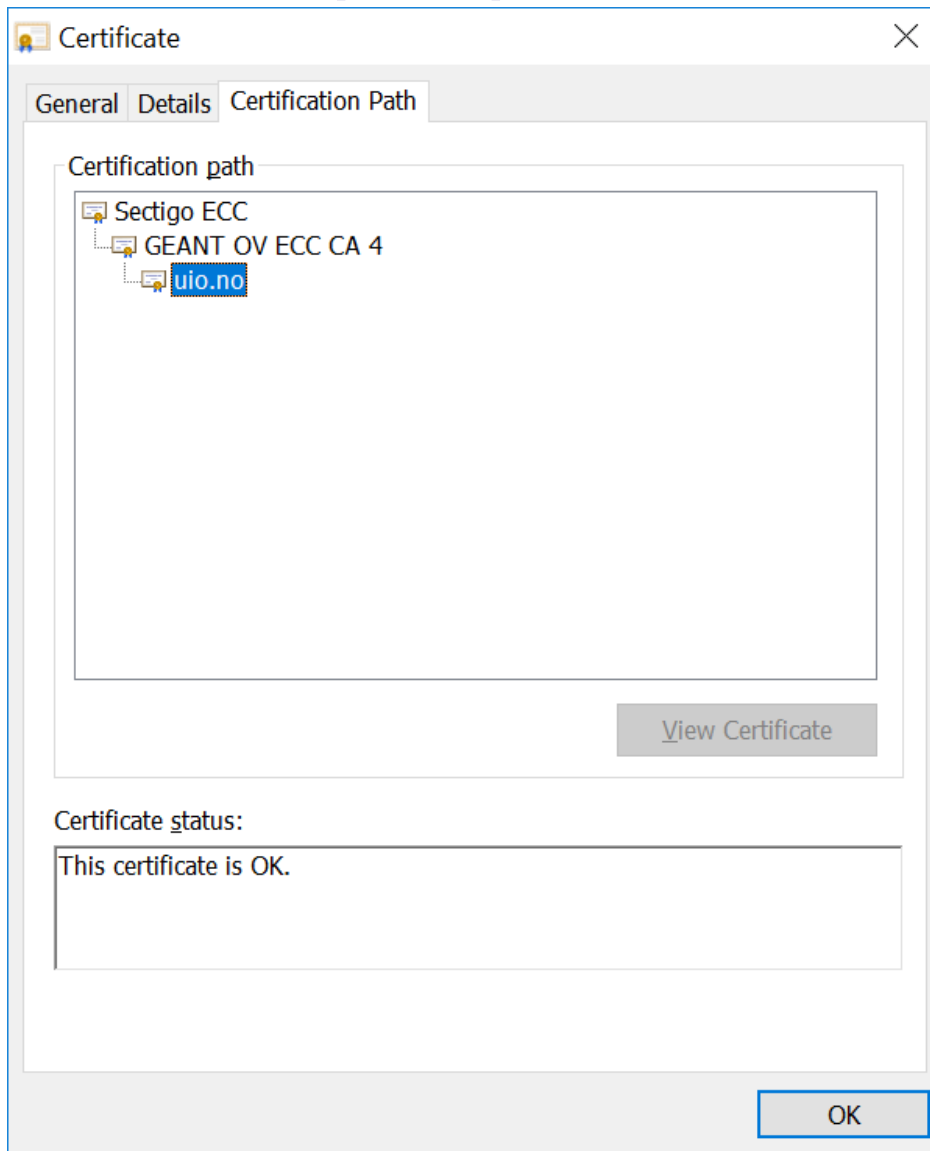 Certificate
General Details Certification Path
Certification path
Sectigo ECC
GEANT OV ECC CA 4
uio.no
View Certificate
Certificate status:
This certificate is OK.
OK